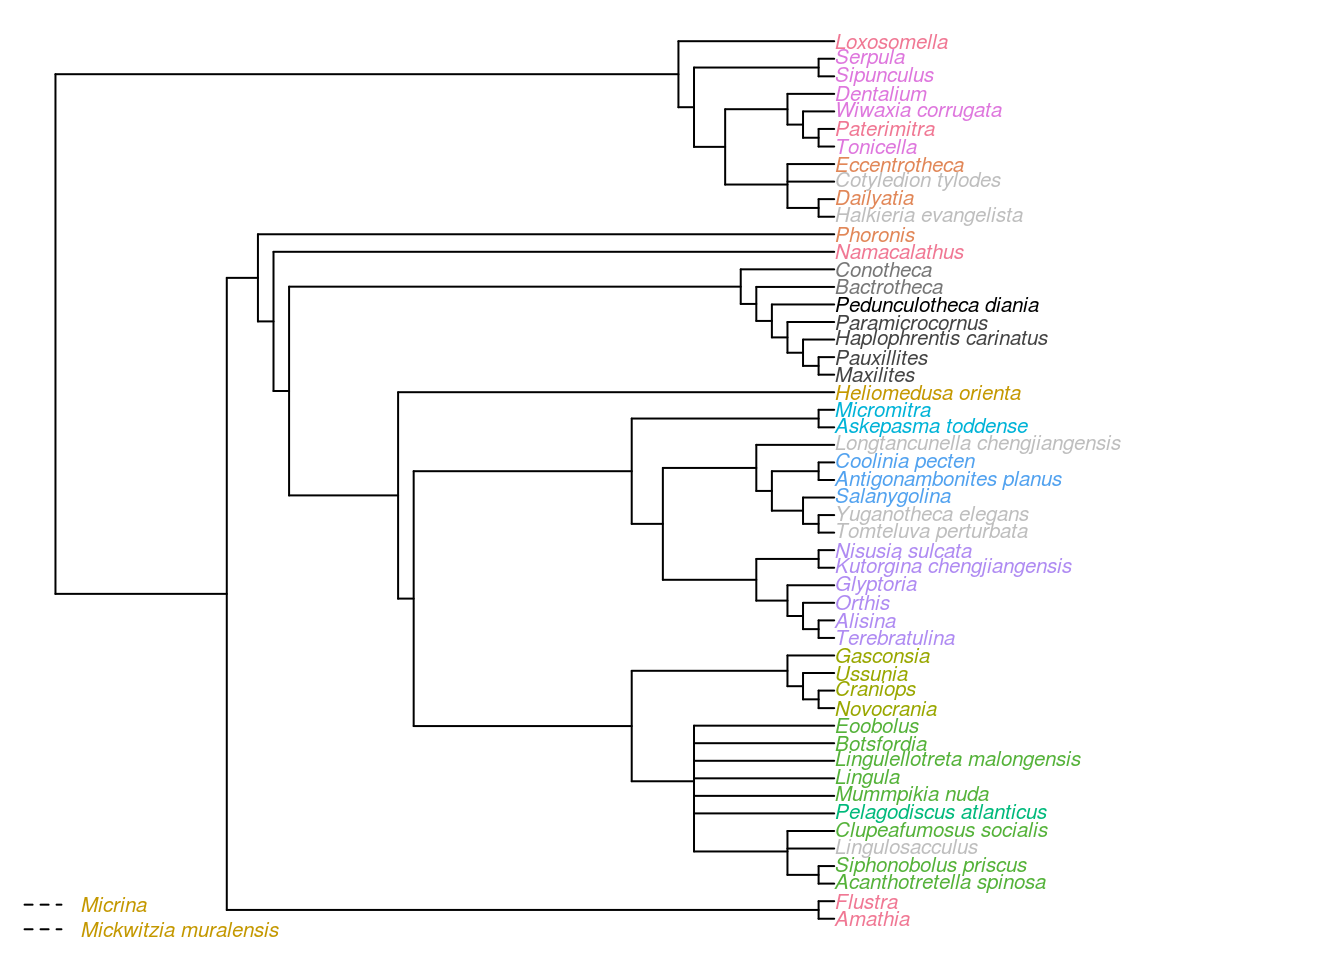 Loxosomella
Serpula
Sipunculus
Dentalium
Wiwaxia corrugata
Paterimitra
Tonicella
Eccentrotheca
Cotyledion tylodes
Dailyatia
Halkieria evangelista
Phoronis
Namacalathus
Conotheca
Bactrotheca
Pedunculotheca diania
Paramicrocornus
Haplophrentis carinatus
Pauxillites
Maxilites
Heliomedusa orienta
Micromitra
Askepasma toddense
Longtancunella chengjiangensis
Coolinia pecten
Antigonambonites planus
Salanygolina
Yuganotheca elegans
Tomteluva perturbata
Nisusia sulcata
Kutorgina chengjiangensis
Glyptoria
Orthis
Alisina
Terebratulina
Gasconsia
Ussunia
Craniops
Novocrania
Eoobolus
Botsfordia
Lingulellotreta malongensis
Lingula
Mummpikia nuda
Pelagodiscus atlanticus
Clupeafumosus socialis
Lingulosacculus
Siphonobolus priscus
Acanthotretella spinosa
Flustra
Amathia
Micrina
Mickwitzia muralensis